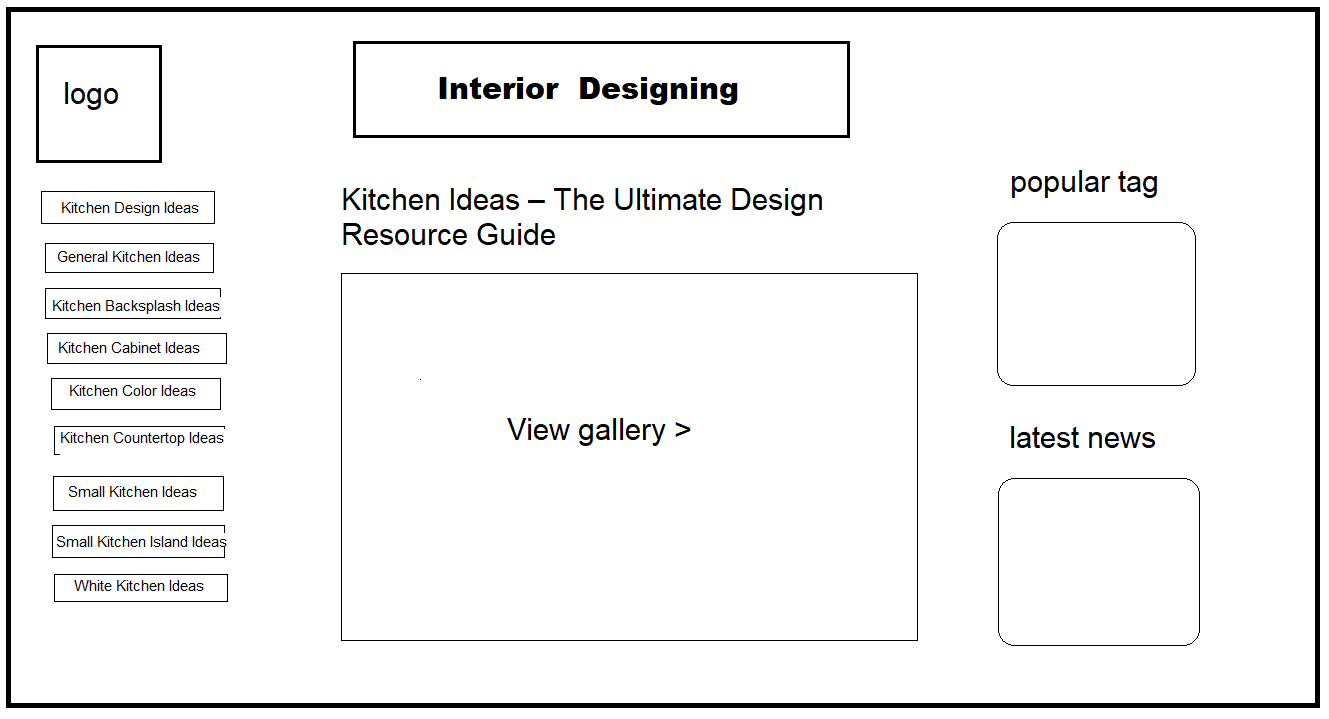 logo
Interior Designing
Kitchen Design Ideas
General Kitchen Ideas
Kitchen Backsplash Ideas
Kitchen Cabinet Ideas
Kitchen Color Ideas
Kitchen Countertop Ideas
Small Kitchen Ideas
Small Kitchen Island Ideas
White Kitchen Ideas
Kitchen Ideas – The Ultimate Design
Resource Guide
View gallery >
popular tag
latest news